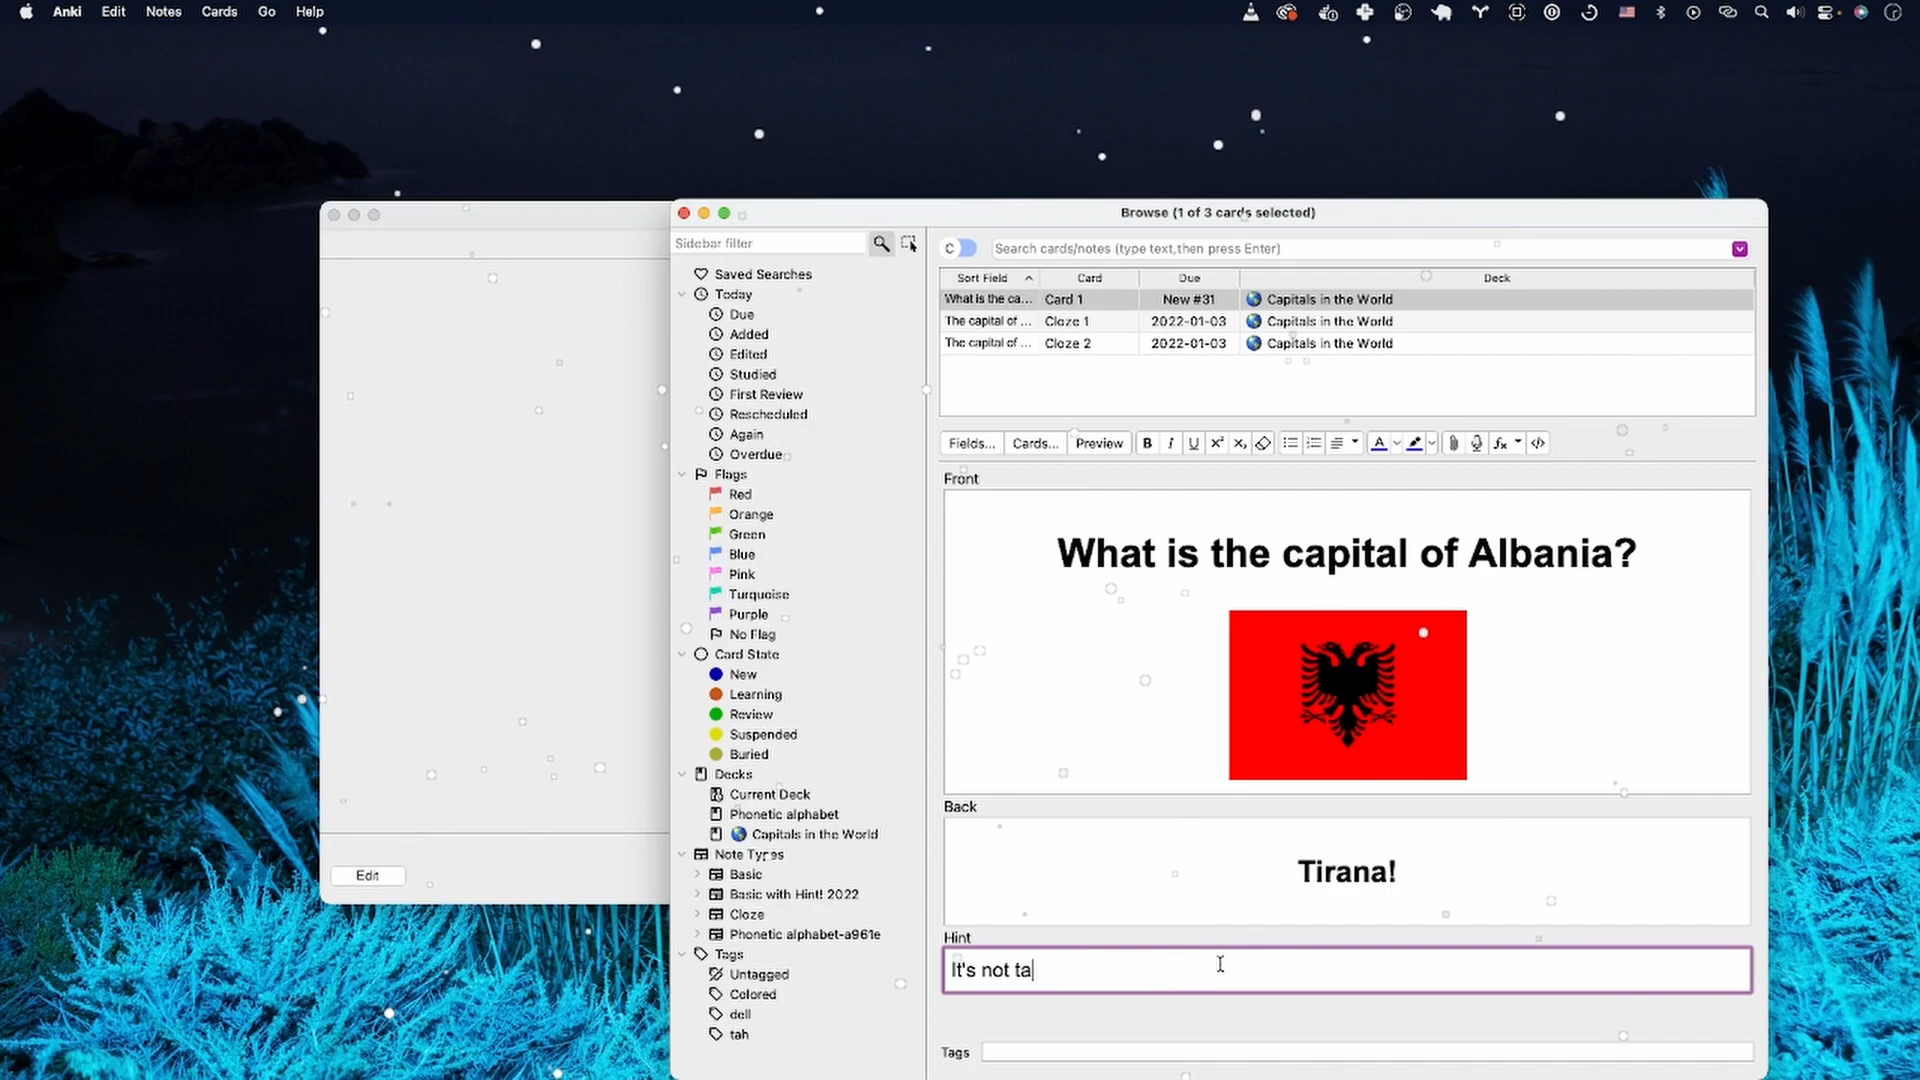 Anki Edit Notes Cards Go Help
Browse (1 of 3 cards selected)
Sidebar filter
Saved Searches
Today
Due
Added
Edited
Studied
First Review
Rescheduled
Again
Overdue
Flags
Red
Orange
Green
Blue
Pink
Turquoise
Purple
No Flag
Card State
New
Learning
Review
Suspended
Buried
Decks
Current Deck
Phonetic alphabet
Capitals in the World
Note Types
Basic
Basic with Hint! 2022
Cloze
Phonetic alphabet-a961e
Tags
Untagged
Colored
dell
tah
Edit
C Search cards/notes (type text,then press Enter)
Sort Field Card Due Deck
What is the ca... Card 1 New #31 Capitals in the World
The capital of ... Cloze 1 2022-01-03 Capitals in the World
The capital of ... Cloze 2 2022-01-03 Capitals in the World
Fields... Cards... Preview B I U X² X₂ A fx </>
Front
What is the capital of Albania?
Back
Tirana!
Hint
It's not ta
Tags